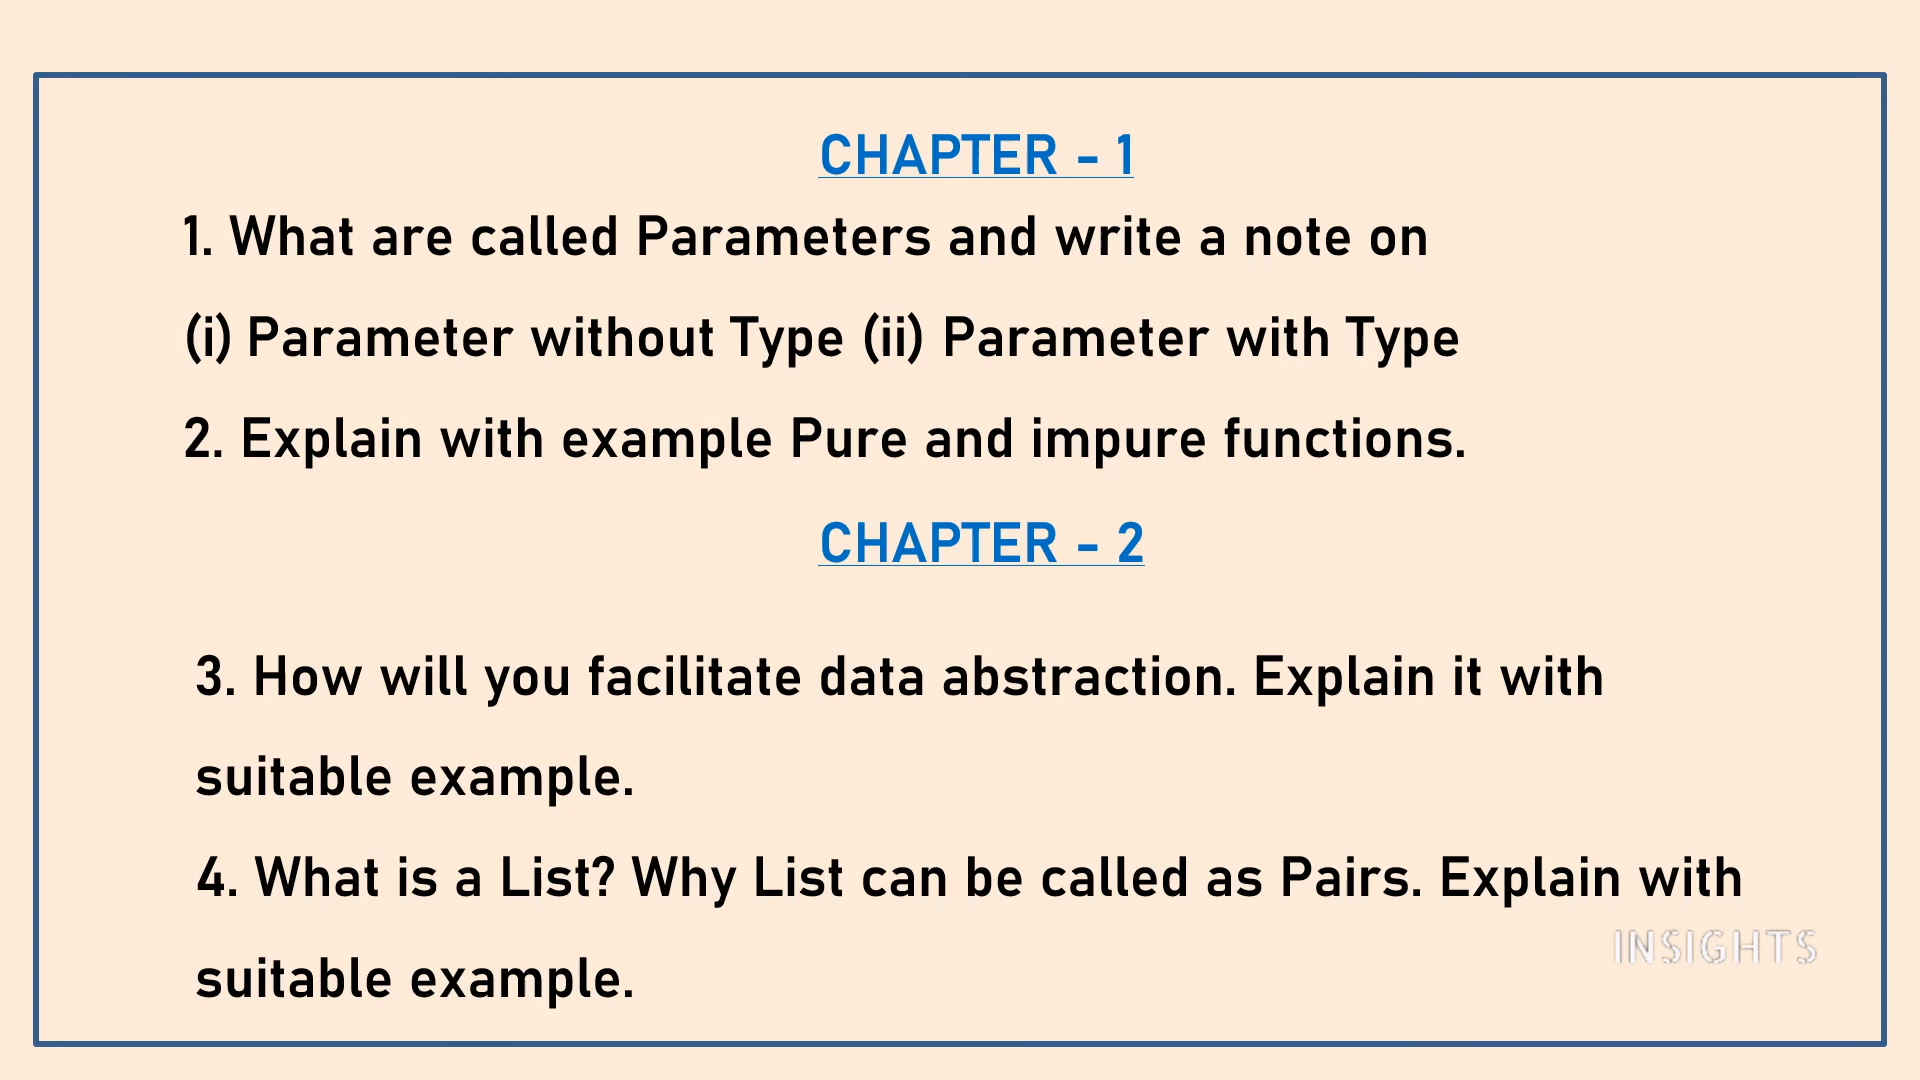 CHAPTER - 1
1. What are called Parameters and write a note on
(i) Parameter without Type (ii) Parameter with Type
2. Explain with example Pure and impure functions.
CHAPTER - 2
3. How will you facilitate data abstraction. Explain it with
suitable example.
4. What is a List? Why List can be called as Pairs. Explain with
INSIGHTS
suitable example.